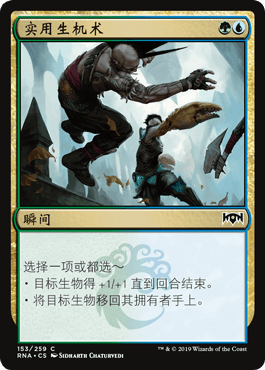 实用生机术
瞬间
选择一项或都选～
• 目标生物得+1/+1直到回合结束。
• 将目标生物移回其拥有者手上。
153/259 C
RNA • CS SIDHARTH CHATURVEDI
™ & © 2019 Wizards of the Coast